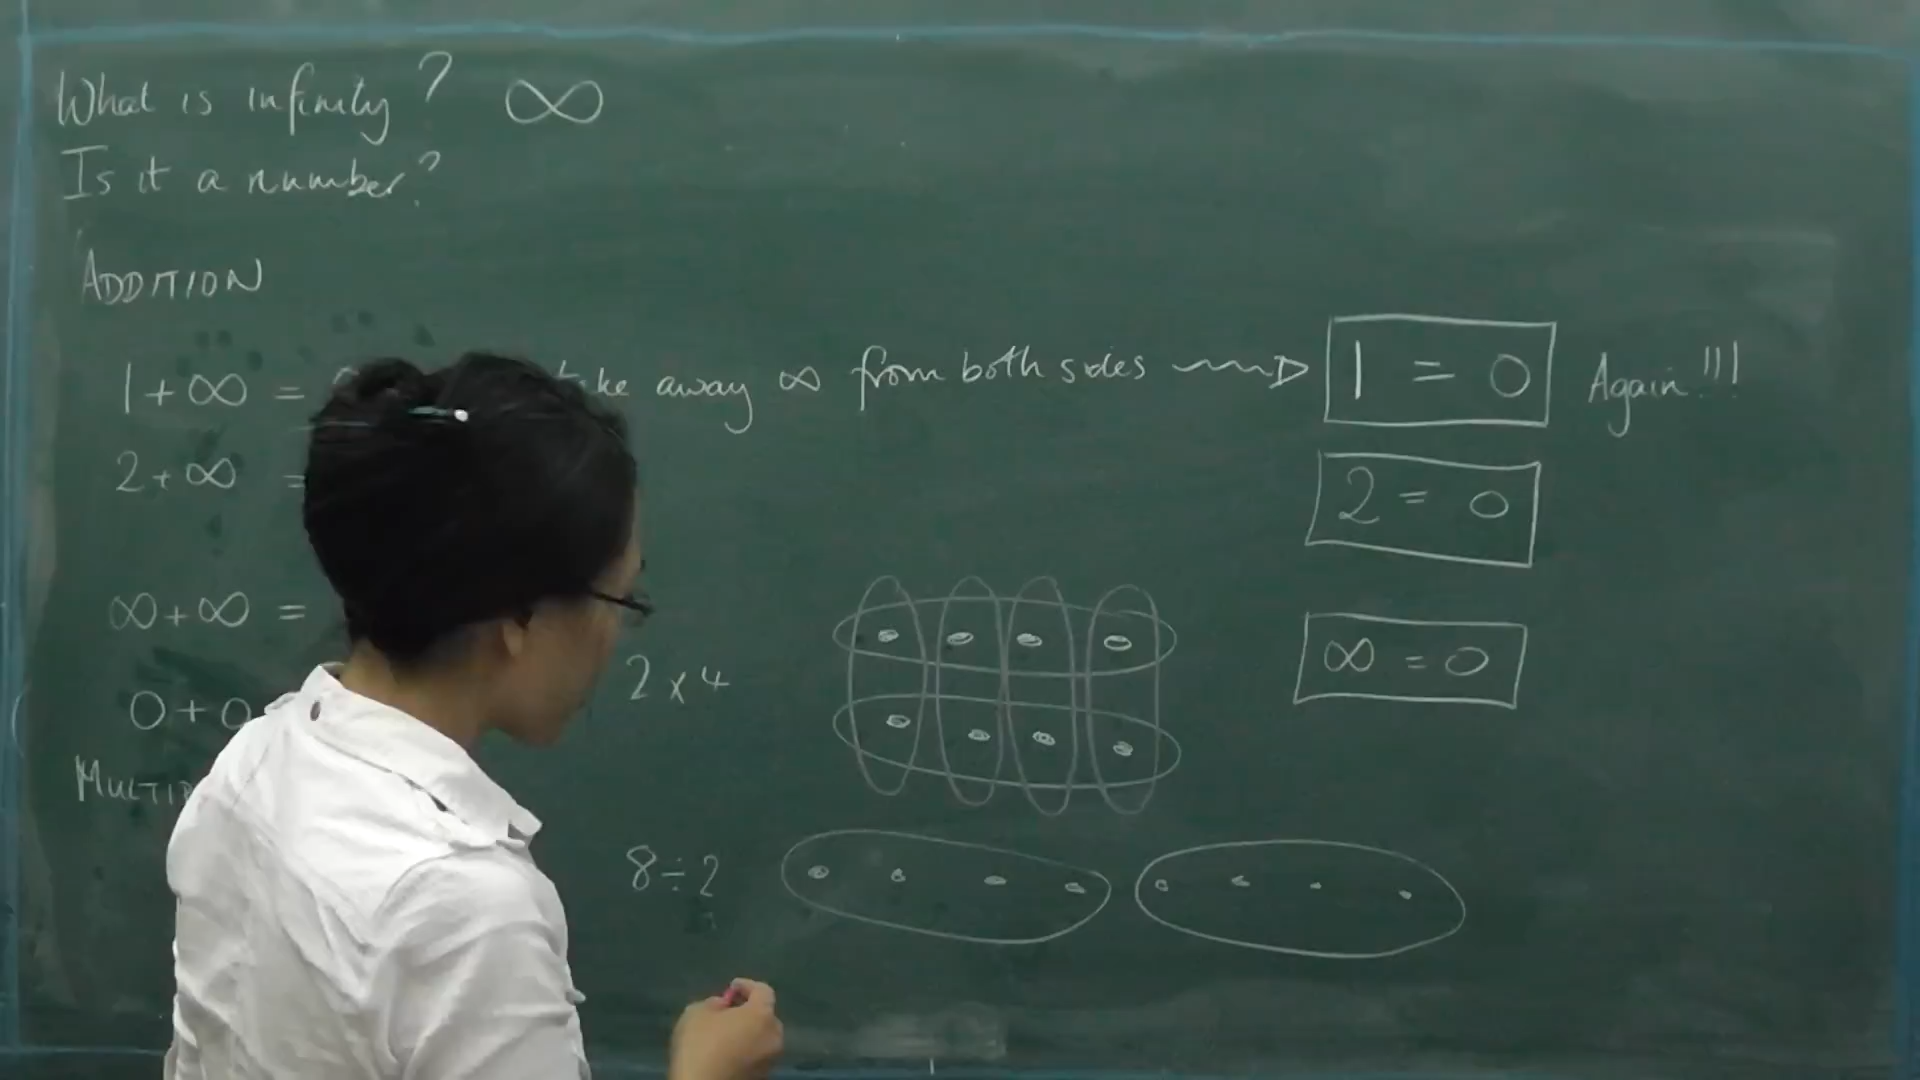 What is infinity? ∞
Is it a number?
ADDITION
1+∞ = take away ∞ from both sides 1 = 0 Again!!!
2+∞ = 2 = 0
∞+∞ = ∞ = 0
2 x 4
0+0
8÷2